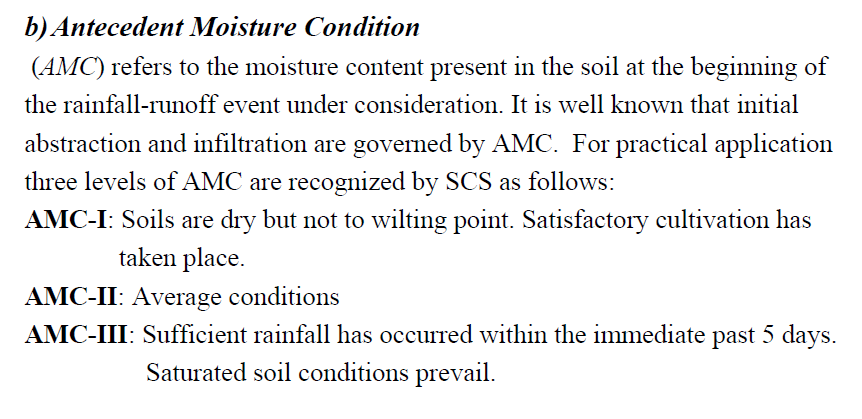 b) Antecedent Moisture Condition
(AMC) refers to the moisture content present in the soil at the beginning of
the rainfall-runoff event under consideration. It is well known that initial
abstraction and infiltration are governed by AMC. For practical application
three levels of AMC are recognized by SCS as follows:
AMC-I: Soils are dry but not to wilting point. Satisfactory cultivation has
taken place.
AMC-II: Average conditions
AMC-III: Sufficient rainfall has occurred within the immediate past 5 days.
Saturated soil conditions prevail.